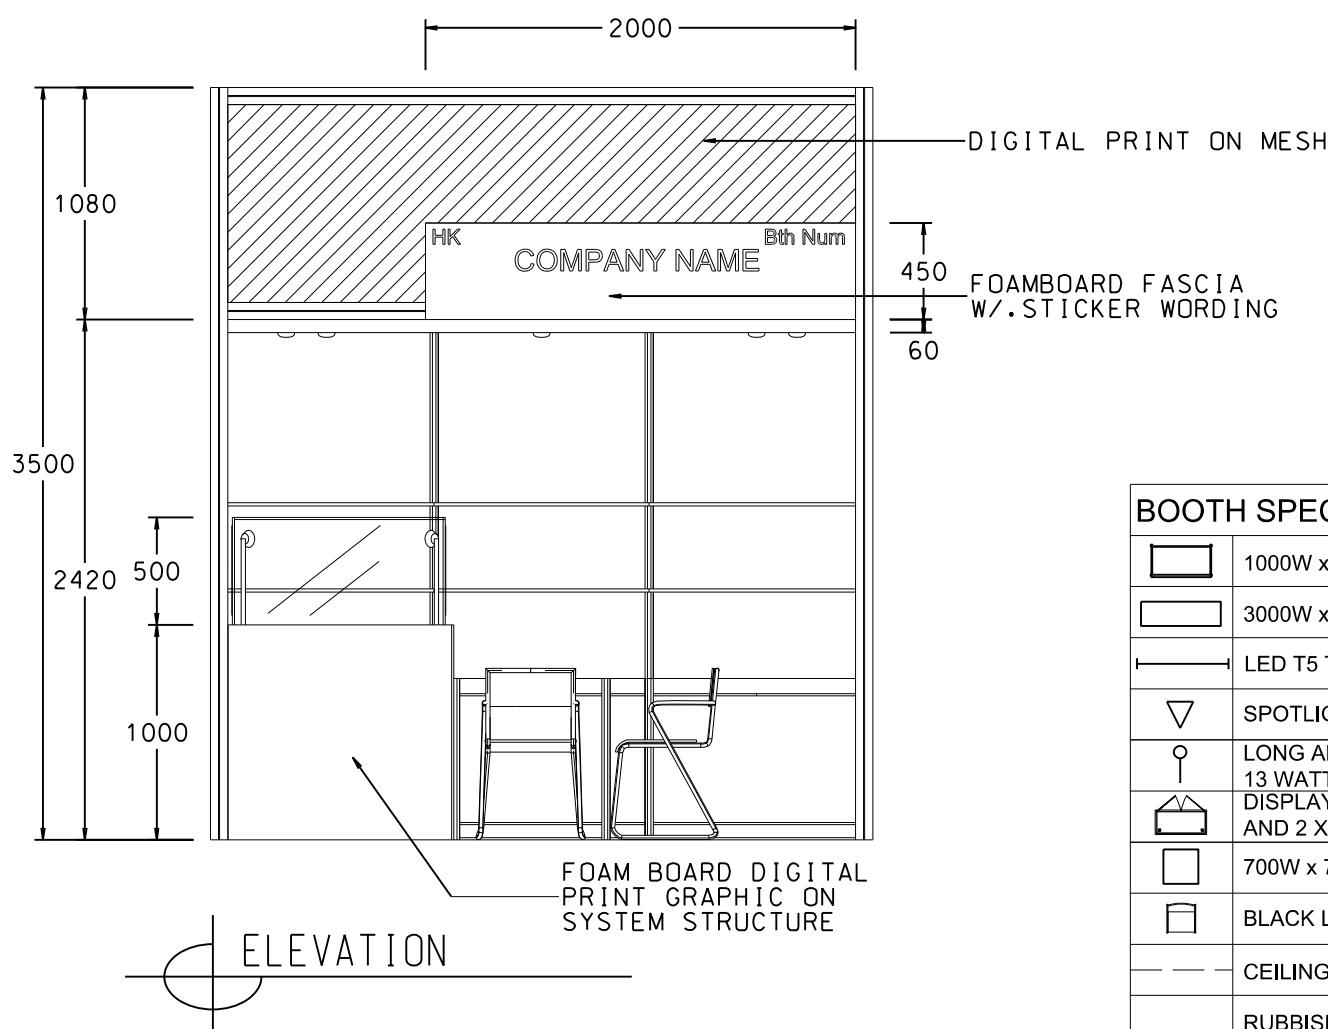 2000
DIGITAL PRINT ON MESH
1080
HK
Bth Num
COMPANY NAME
450
FOAMBOARD FASCIA
W/.STICKER WORDING
60
3500
2420
500
1000
FOAM BOARD DIGITAL
PRINT GRAPHIC ON
SYSTEM STRUCTURE
ELEVATION
BOOTH SPEC
1000W x
3000W x
LED T5
SPOTLIG
LONG A
13 WATT
DISPLAY
AND 2 X
700W x
BLACK L
CEILING
RUBBIS